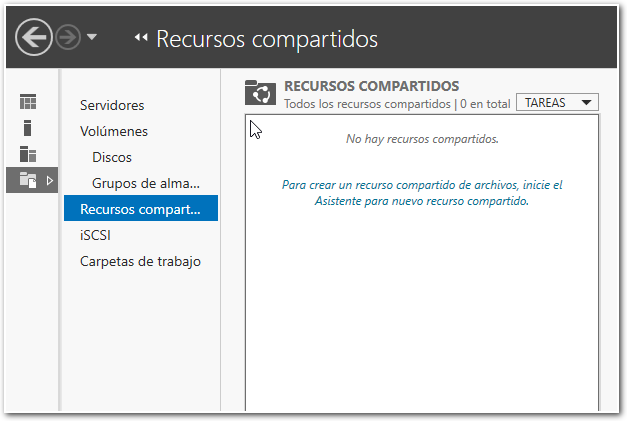 Recursos compartidos
Servidores
Volúmenes
Discos
Grupos de alma...
Recursos compart...
iSCSI
Carpetas de trabajo
RECURSOS COMPARTIDOS
Todos los recursos compartidos | 0 en total
TAREAS
No hay recursos compartidos.
Para crear un recurso compartido de archivos, inicie el
Asistente para nuevo recurso compartido.